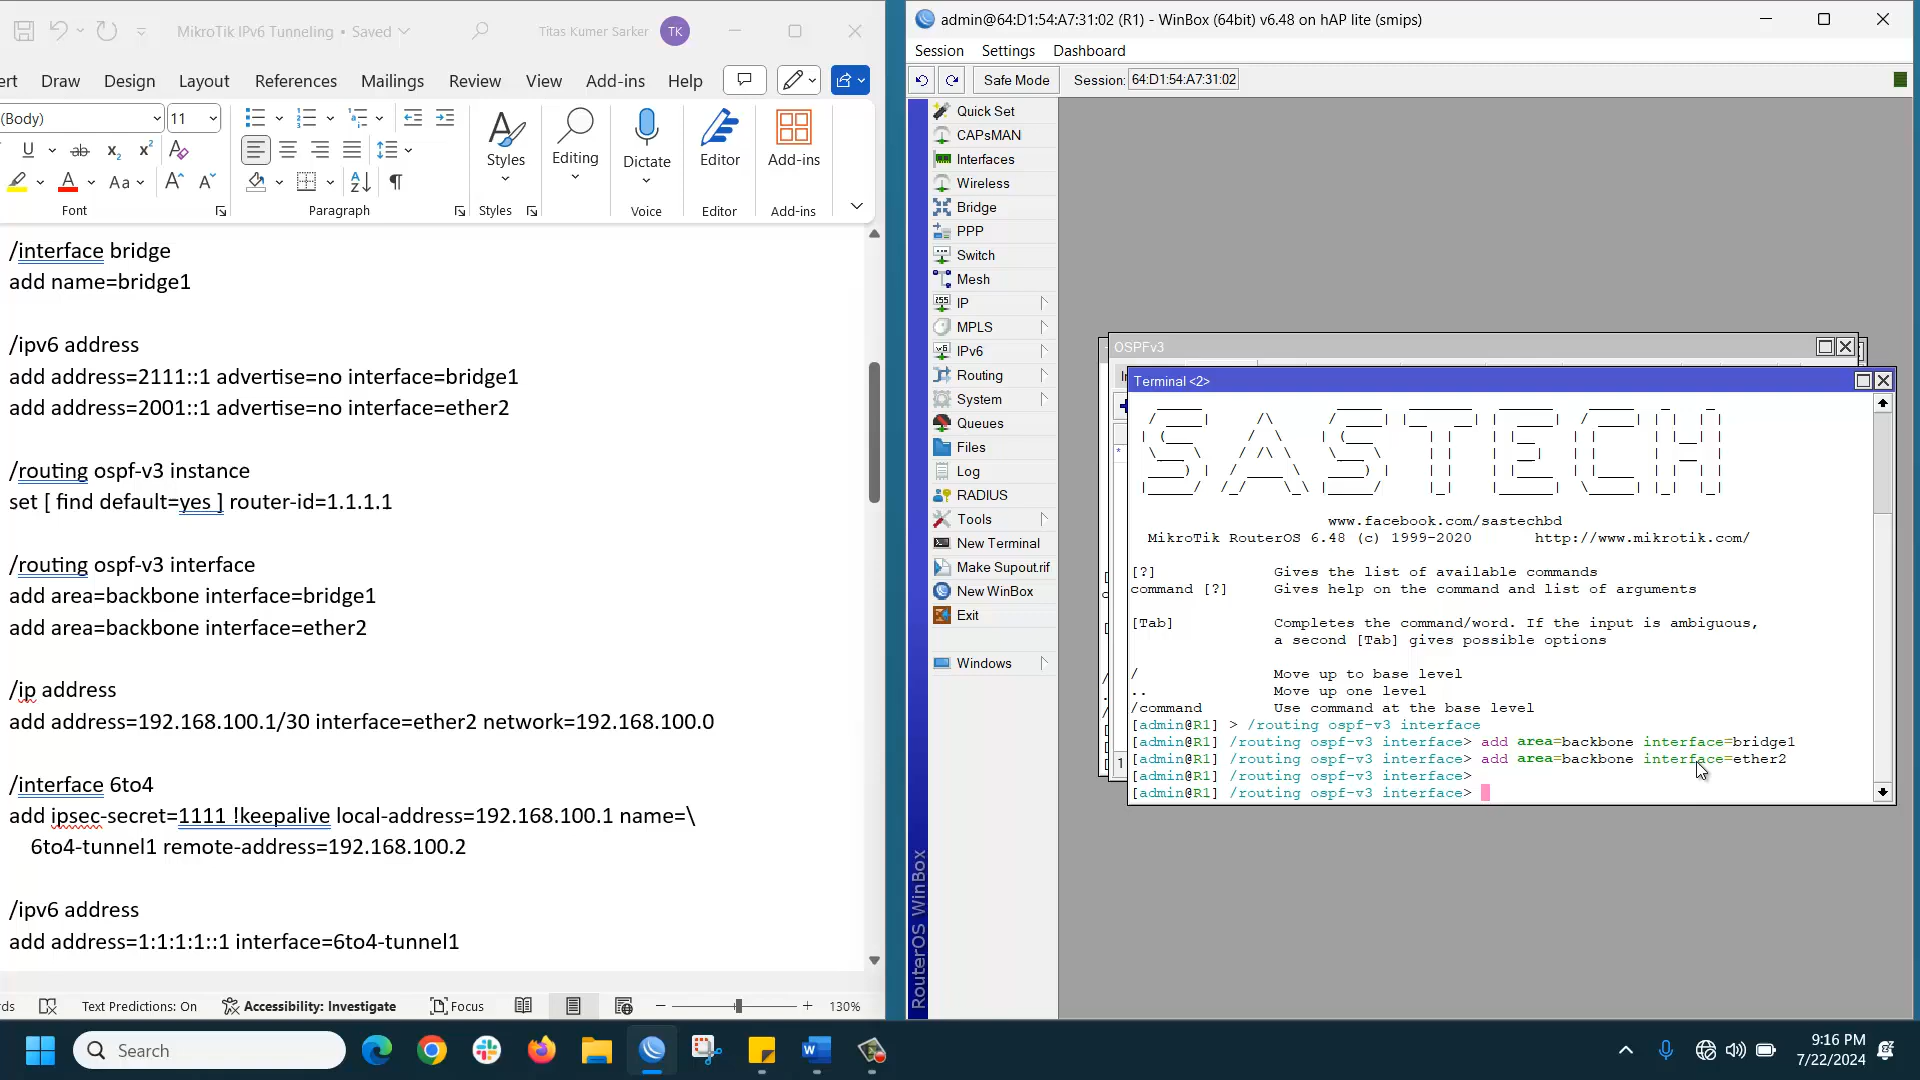 MikroTik IPv6 Tunneling • Saved
Titas Kumar Sarker
TK
ert
Draw
Design
Layout
References
Mailings
Review
View
Add-ins
Help
(Body)
11
U
ab
x2
x2
A
Aa
A
A
Styles
Editing
Dictate
Editor
Add-ins
Font
Paragraph
Styles
Voice
Editor
Add-ins
/interface bridge
add name=bridge1
/ipv6 address
add address=2111::1 advertise=no interface=bridge1
add address=2001::1 advertise=no interface=ether2
/routing ospf-v3 instance
set [ find default=yes ] router-id=1.1.1.1
/routing ospf-v3 interface
add area=backbone interface=bridge1
add area=backbone interface=ether2
/ip address
add address=192.168.100.1/30 interface=ether2 network=192.168.100.0
/interface 6to4
add ipsec-secret=1111 !keepalive local-address=192.168.100.1 name=\
6to4-tunnel1 remote-address=192.168.100.2
/ipv6 address
add address=1:1:1:1::1 interface=6to4-tunnel1
rds
Text Predictions: On
Accessibility: Investigate
Focus
130%
admin@64:D1:54:A7:31:02 (R1) - WinBox (64bit) v6.48 on hAP lite (smips)
Session
Settings
Dashboard
Safe Mode
Session: 64:D1:54:A7:31:02
Quick Set
CAPsMAN
Interfaces
Wireless
Bridge
PPP
Switch
Mesh
IP
MPLS
IPv6
Routing
System
Queues
Files
Log
RADIUS
Tools
New Terminal
Make Supout.rif
New WinBox
Exit
Windows
RouterOS WinBox
OSPFv3
Terminal <2>
SASTECH
www.facebook.com/sastechbd
MikroTik RouterOS 6.48 (c) 1999-2020 http://www.mikrotik.com/
[?] Gives the list of available commands
command [?] Gives help on the command and list of arguments
[Tab] Completes the command/word. If the input is ambiguous,
a second [Tab] gives possible options
/ Move up to base level
.. Move up one level
/command Use command at the base level
[admin@R1] > /routing ospf-v3 interface
[admin@R1] /routing ospf-v3 interface> add area=backbone interface=bridge1
[admin@R1] /routing ospf-v3 interface> add area=backbone interface=ether2
[admin@R1] /routing ospf-v3 interface>
[admin@R1] /routing ospf-v3 interface>
1
Search
9:16 PM
7/22/2024